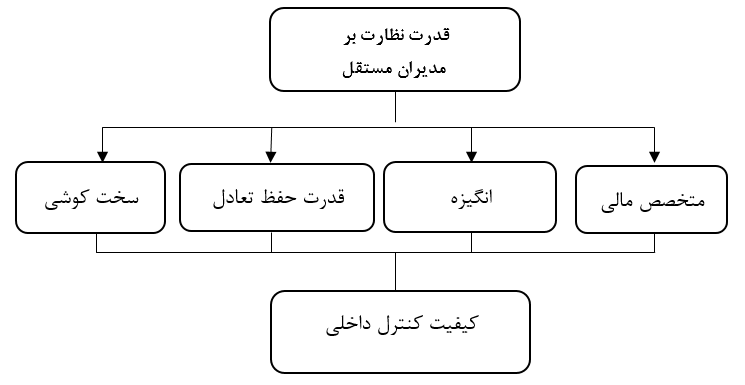 قدرت نظارت بر
مدیران مستقل
متخصص مالی
انگیزه
قدرت حفظ تعادل
سخت کوشی
کیفیت کنترل داخلی